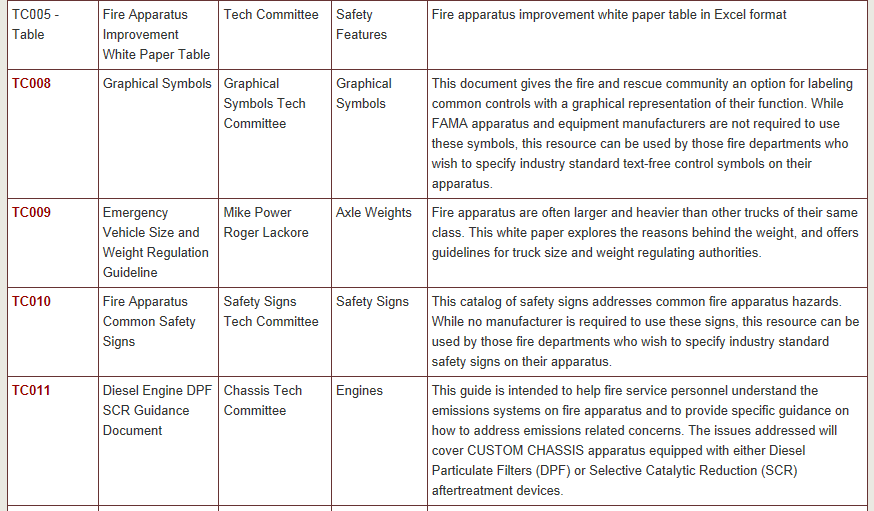 TC005 -
Table
Fire Apparatus
Improvement
White Paper Table
Tech Committee
Safety
Features
Fire apparatus improvement white paper table in Excel format
TC008
Graphical Symbols
Graphical
Symbols Tech
Committee
Graphical
Symbols
This document gives the fire and rescue community an option for labeling
common controls with a graphical representation of their function. While
FAMA apparatus and equipment manufacturers are not required to use
these symbols, this resource can be used by those fire departments who
wish to specify industry standard text-free control symbols on their
apparatus.
TC009
Emergency
Vehicle Size and
Weight Regulation
Guideline
Mike Power
Roger Lackore
Axle Weights
Fire apparatus are often larger and heavier than other trucks of their same
class. This white paper explores the reasons behind the weight, and offers
guidelines for truck size and weight regulating authorities.
TC010
Fire Apparatus
Common Safety
Signs
Safety Signs
Tech Committee
Safety Signs
This catalog of safety signs addresses common fire apparatus hazards.
While no manufacturer is required to use these signs, this resource can be
used by those fire departments who wish to specify industry standard
safety signs on their apparatus.
TC011
Diesel Engine DPF
SCR Guidance
Document
Chassis Tech
Committee
Engines
This guide is intended to help fire service personnel understand the
emissions systems on fire apparatus and to provide specific guidance on
how to address emissions related concerns. The issues addressed will
cover CUSTOM CHASSIS apparatus equipped with either Diesel
Particulate Filters (DPF) or Selective Catalytic Reduction (SCR)
aftertreatment devices.